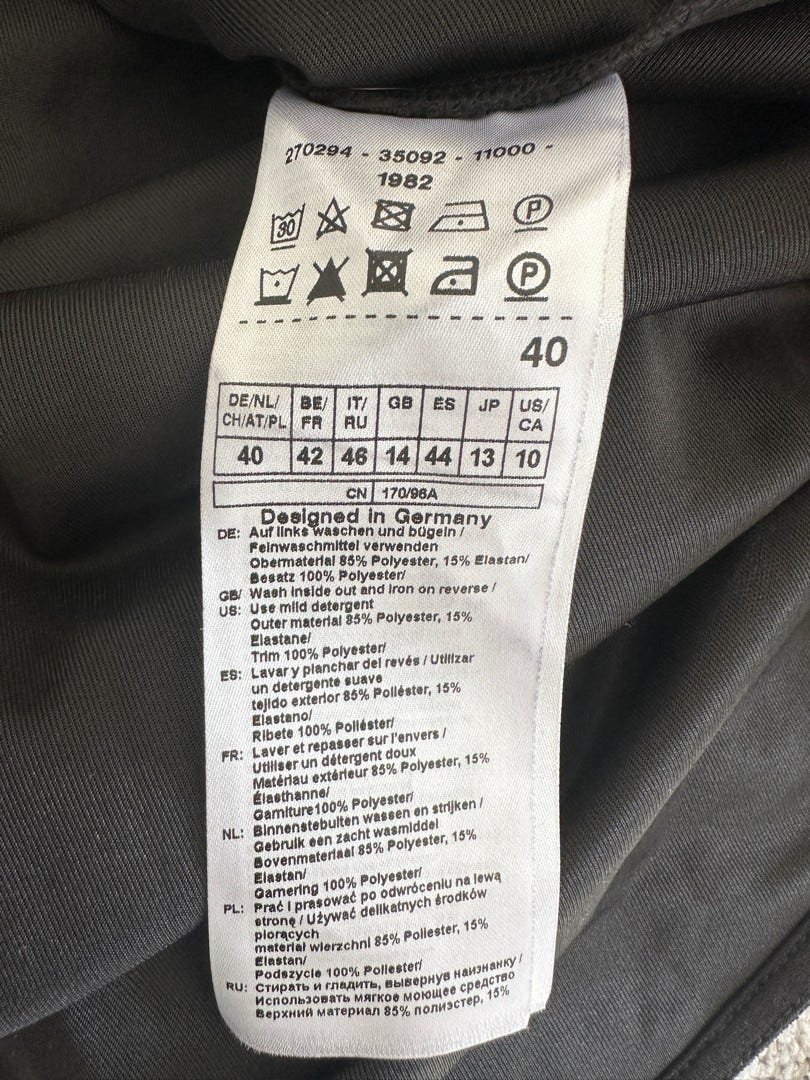 270294 - 35092 - 11000 -
1982
30 P
P
40
DE/NL/ CH/AT/PL BE/ FR IT/ RU GB ES JP US/ CA
40 42 46 14 44 13 10
CN 170/96A
Designed in Germany
DE: Auf links waschen und bügeln /
Feinwaschmittel verwenden
Obermaterial 85% Polyester, 15% Elastan/
Besatz 100% Polyester/
GB/ Wash inside out and iron on reverse /
US: Use mild detergent
Outer material 85% Polyester, 15%
Elastane/
Trim 100% Polyester/
ES: Lavar y planchar del revés / Utilizar
un detergente suave
tejido exterior 85% Poliéster, 15%
Elastano/
Ribete 100% Poliéster/
FR: Laver et repasser sur l'envers /
Utiliser un détergent doux
Matériau extérieur 85% Polyester, 15%
Élasthanne/
Garniture100% Polyester/
NL: Binnenstebuiten wassen en strijken /
Gebruik een zacht wasmiddel
Bovenmateriaal 85% Polyester, 15%
Elastan/
Garnering 100% Polyester/
PL: Prać i prasować po odwróceniu na lewą
stronę / Używać delikatnych środków
piorących
materiał wierzchni 85% Poliester, 15%
Elastan/
Podszycie 100% Poliester/
RU: Стирать и гладить, вывернув наизнанку /
Использовать мягкое моющее средство
Верхний материал 85% полиэстер, 15%